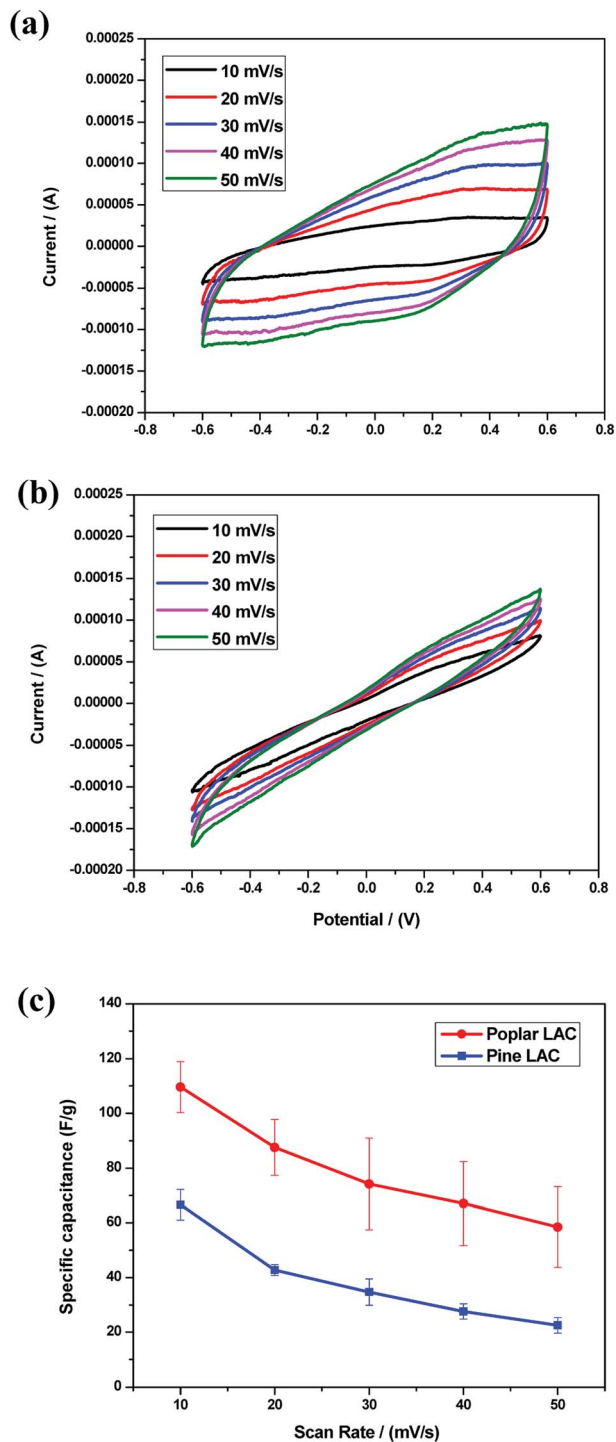 (a)
0.00025
0.00020
0.00015
0.00010
0.00005
0.00000
-0.00005
-0.00010
-0.00015
-0.00020
Current / (A)
10 mV/s
20 mV/s
30 mV/s
40 mV/s
50 mV/s
-0.8 -0.6 -0.4 -0.2 0.0 0.2 0.4 0.6 0.8
(b)
0.00025
0.00020
0.00015
0.00010
0.00005
0.00000
-0.00005
-0.00010
-0.00015
-0.00020
Current / (A)
10 mV/s
20 mV/s
30 mV/s
40 mV/s
50 mV/s
-0.8 -0.6 -0.4 -0.2 0.0 0.2 0.4 0.6 0.8
Potential / (V)
(c)
140
120
100
80
60
40
20
0
Specific capacitance (F/g)
Poplar LAC
Pine LAC
10 20 30 40 50
Scan Rate / (mV/s)